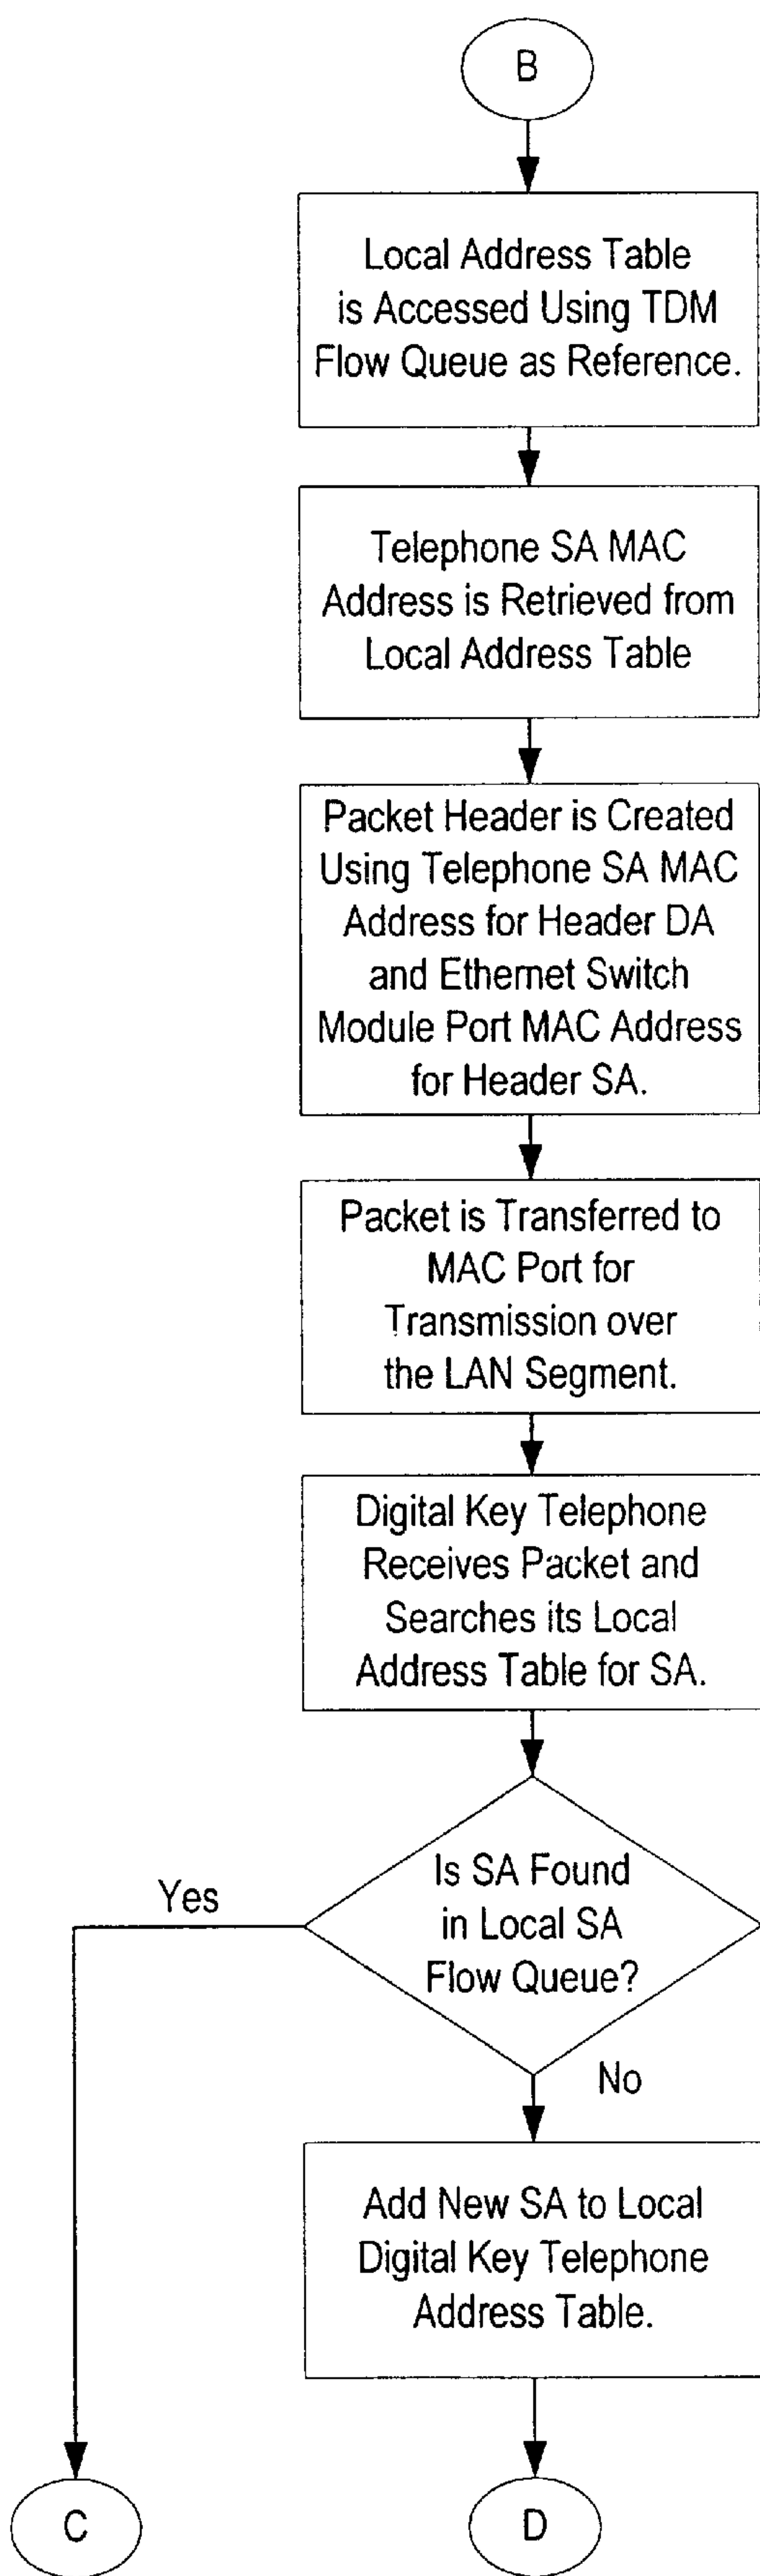 B
Local Address Table
is Accessed Using TDM
Flow Queue as Reference.
Telephone SA MAC
Address is Retrieved from
Local Address Table
Packet Header is Created
Using Telephone SA MAC
Address for Header DA
and Ethernet Switch
Module Port MAC Address
for Header SA.
Packet is Transferred to
MAC Port for
Transmission over
the LAN Segment.
Digital Key Telephone
Receives Packet and
Searches its Local
Address Table for SA.
Is SA Found
in Local SA
Flow Queue?
Yes
No
Add New SA to Local
Digital Key Telephone
Address Table.
C
D